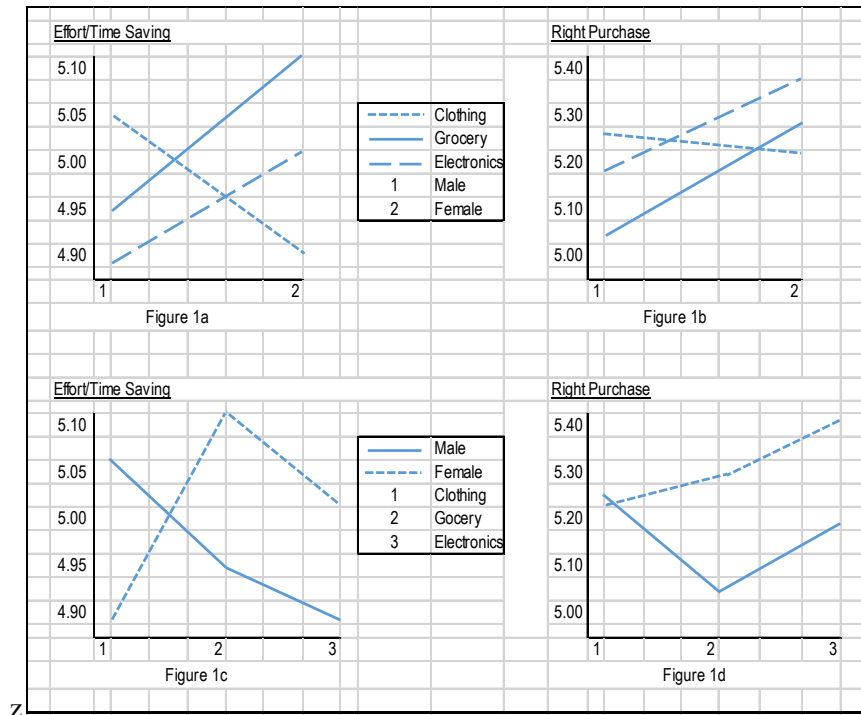 Effort/Time Saving
5.10
5.05
5.00
4.95
4.90
1 2
Figure 1a
Clothing
Grocery
Electronics
1 Male
2 Female
Right Purchase
5.40
5.30
5.20
5.10
5.00
1 2
Figure 1b
Effort/Time Saving
5.10
5.05
5.00
4.95
4.90
1 2 3
Figure 1c
Male
Female
1 Clothing
2 Gocery
3 Electronics
Right Purchase
5.40
5.30
5.20
5.10
5.00
1 2 3
Figure 1d
z